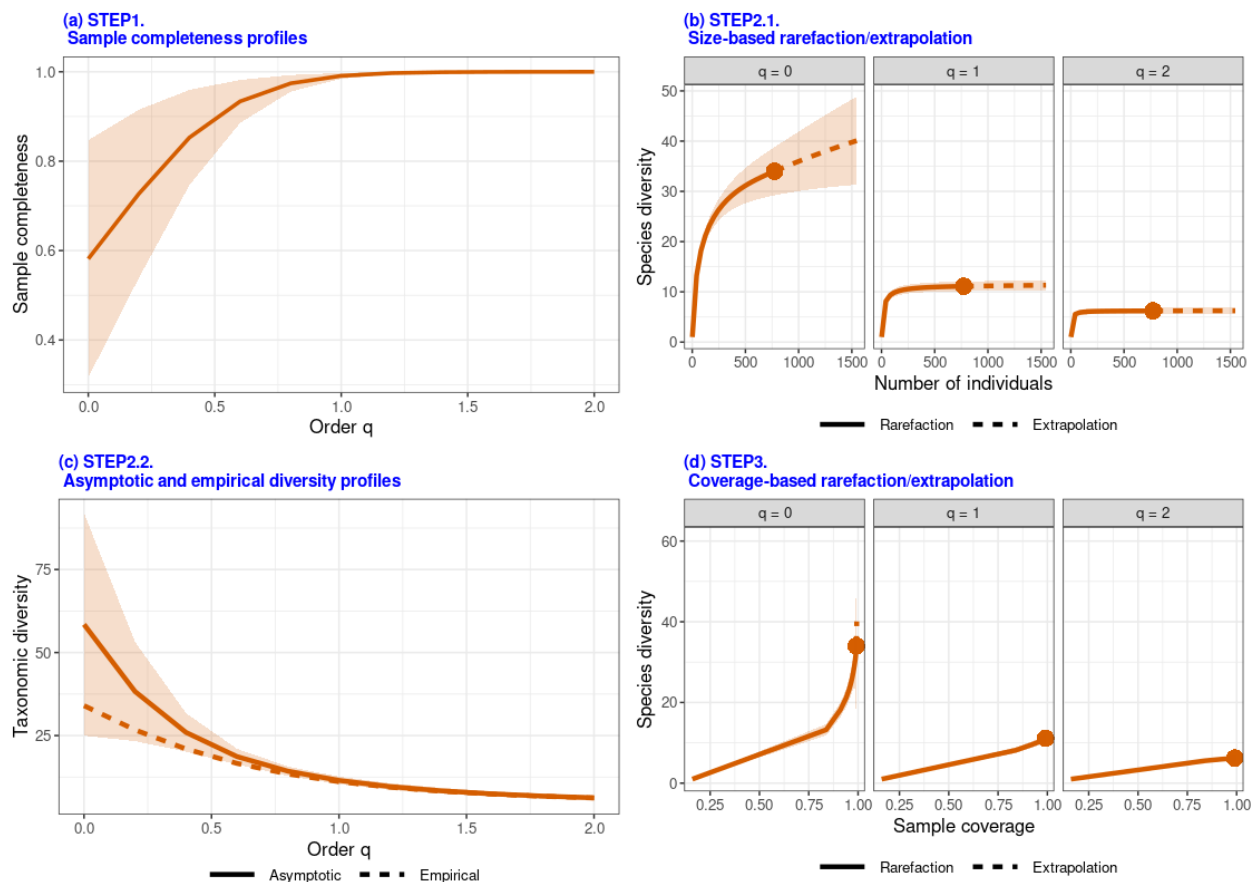 (a) STEP1.
Sample completeness profiles
1.0
0.8
0.6
0.4
Sample completeness
0.0 0.5 1.0 1.5 2.0
Order q
(b) STEP2.1.
Size-based rarefaction/extrapolation
q = 0 q = 1 q = 2
50
40
30
20
10
0
Species diversity
0 500 1000 1500 0 500 1000 1500 0 500 1000 1500
Number of individuals
Rarefaction Extrapolation
(c) STEP2.2.
Asymptotic and empirical diversity profiles
75
50
25
Taxonomic diversity
0.0 0.5 1.0 1.5 2.0
Order q
Asymptotic Empirical
(d) STEP3.
Coverage-based rarefaction/extrapolation
q = 0 q = 1 q = 2
60
40
20
0
Species diversity
0.25 0.50 0.75 1.00 0.25 0.50 0.75 1.00 0.25 0.50 0.75 1.00
Sample coverage
Rarefaction Extrapolation